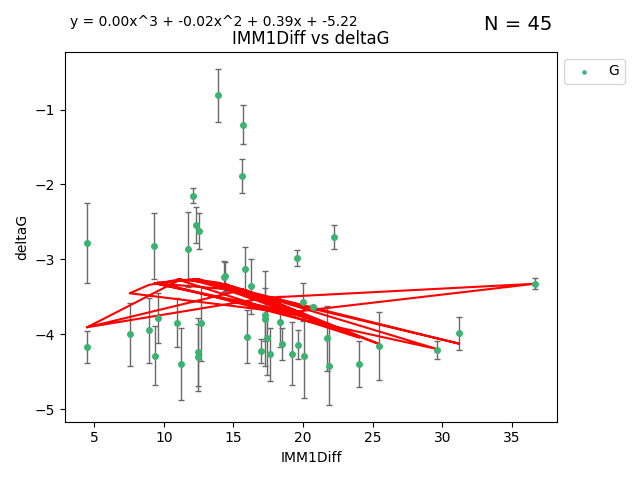 y = 0.00x^3 + -0.02x^2 + 0.39x + -5.22
N = 45
IMM1Diff vs deltaG
G
−1
−2
−3
−4
−5
deltaG
5 10 15 20 25 30 35
IMM1Diff